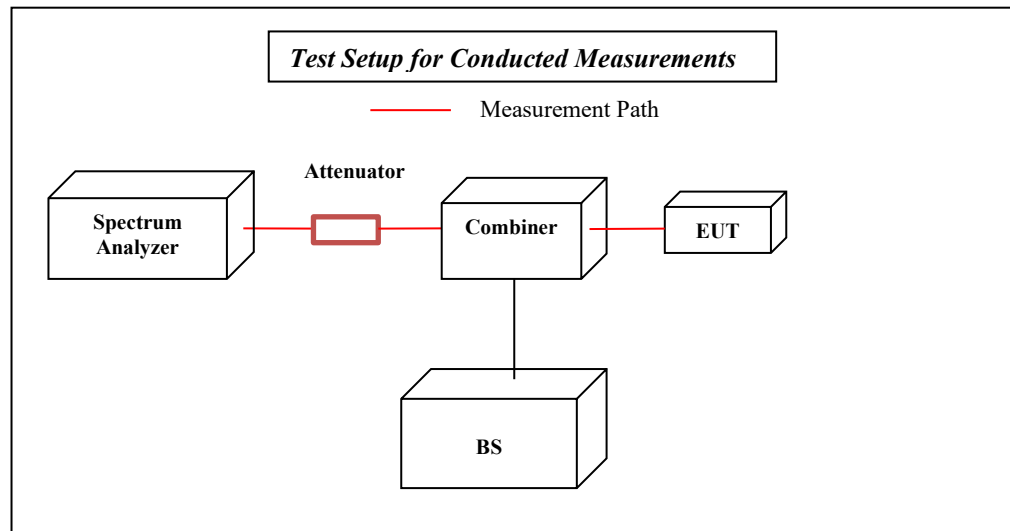 Test Setup for Conducted Measurements
Measurement Path
Attenuator
Spectrum
Analyzer
Combiner
EUT
BS